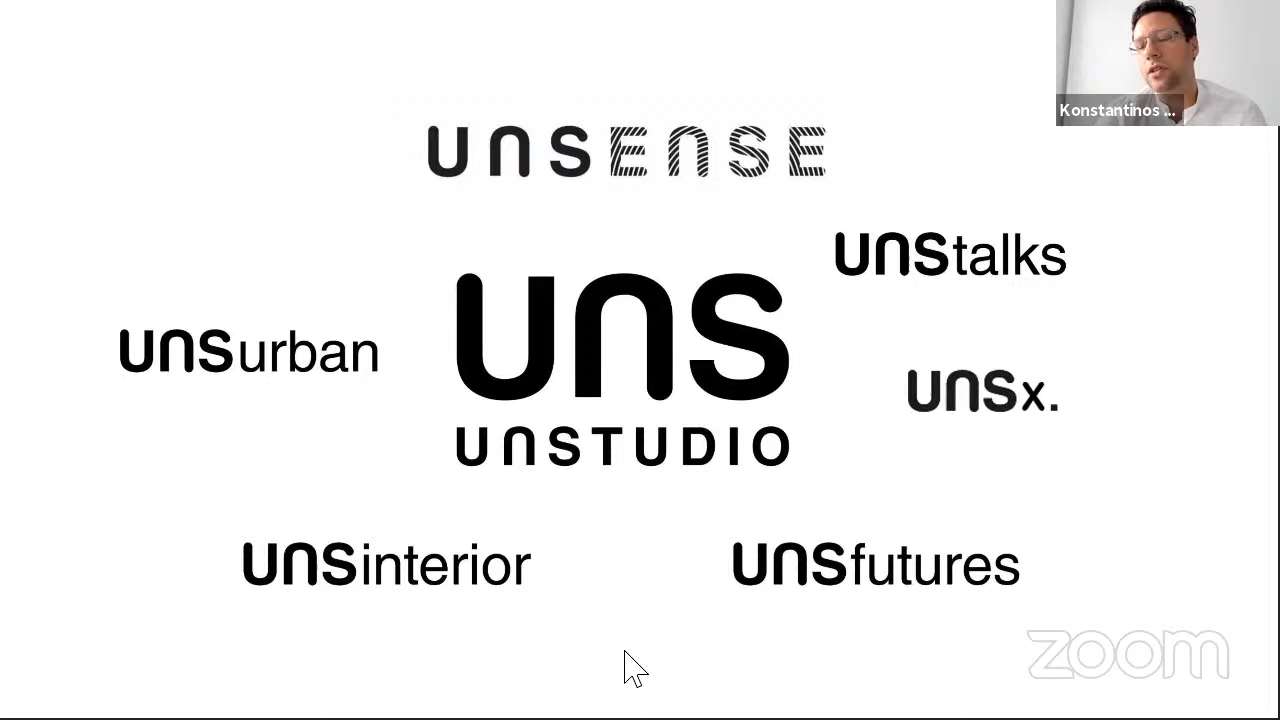 Konstantinos ...
UNSENSE
UNStalks
UNS
UNSurban
UNSx.
UNSTUDIO
UNSinterior
UNSfutures
zoom